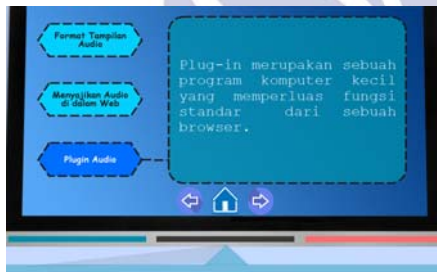 Format Tampilan
Audio
Menyajikan Audio
di dalam Web
Plugin Audio
Plug-in merupakan sebuah
program komputer kecil
yang memperluas fungsi
standar dari sebuah
browser.